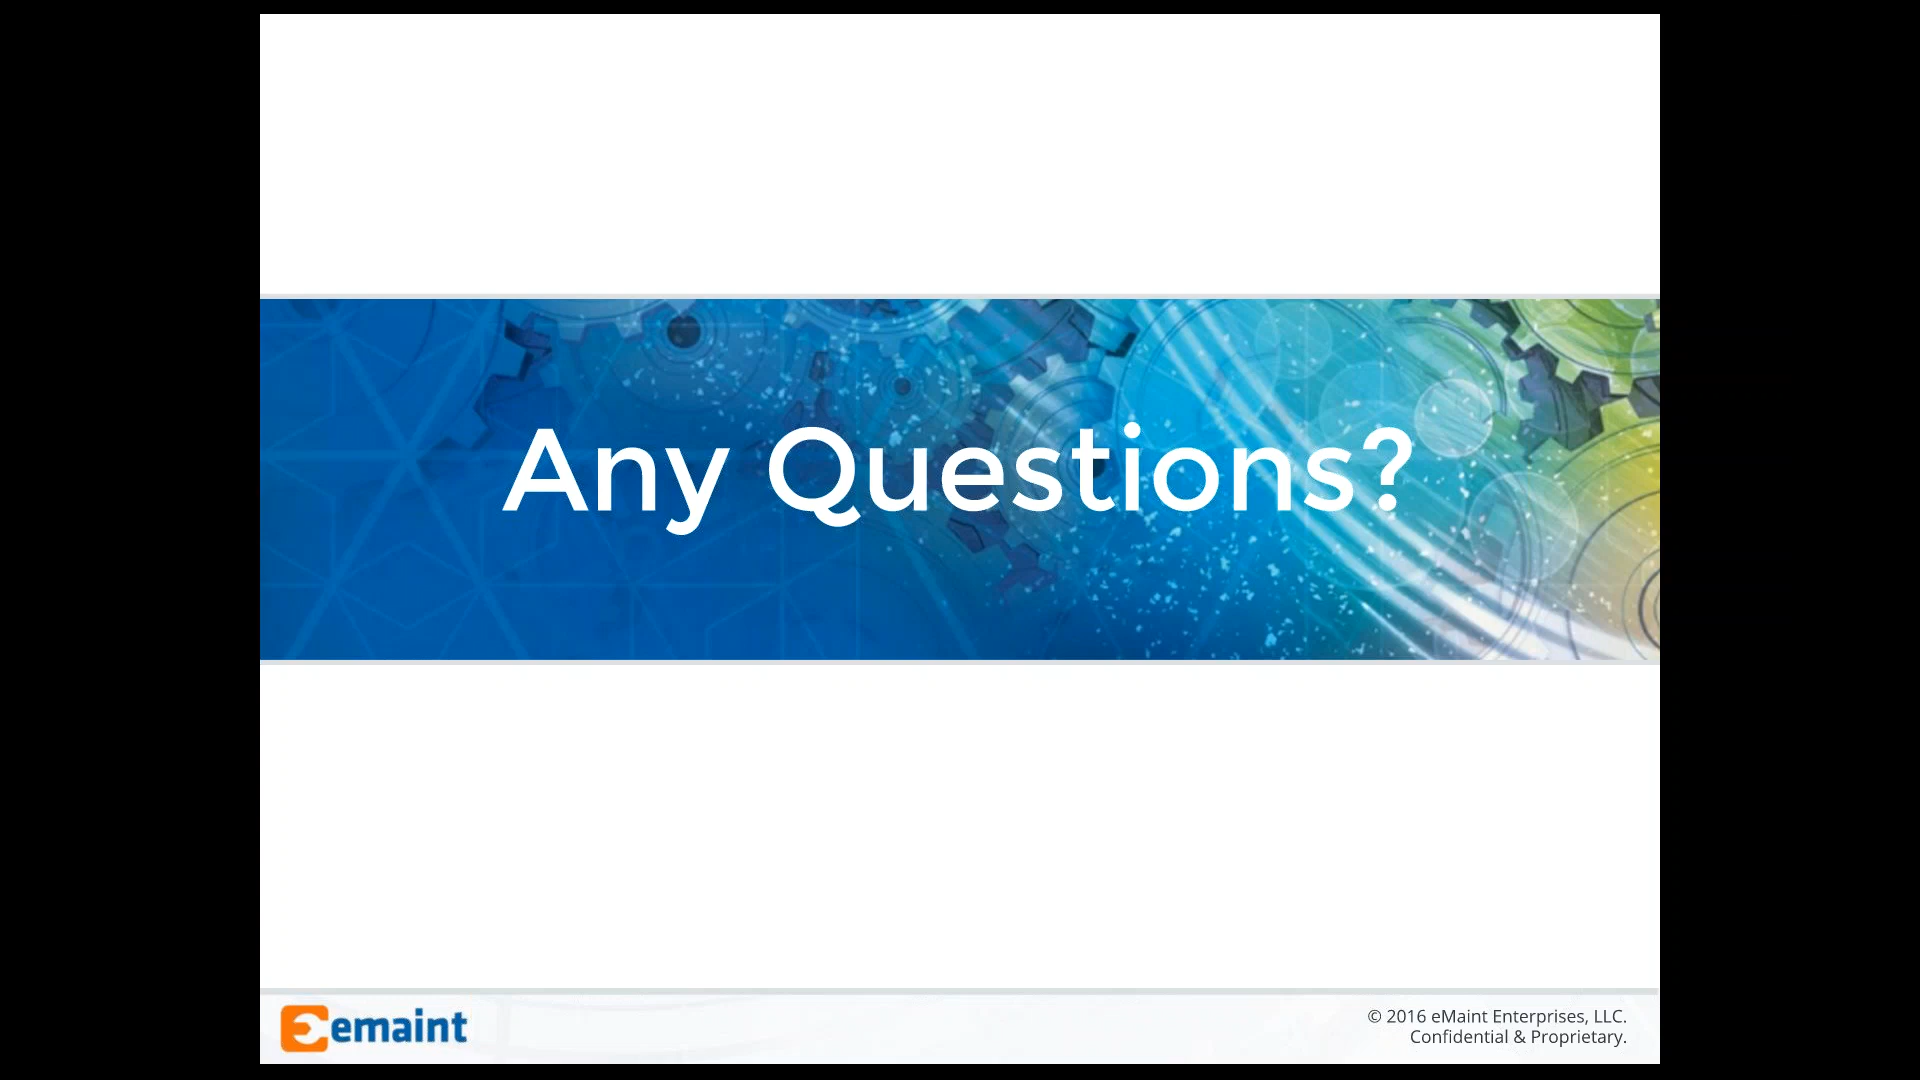 Any Questions?
emaint
© 2016 eMaint Enterprises, LLC.
Confidential & Proprietary.